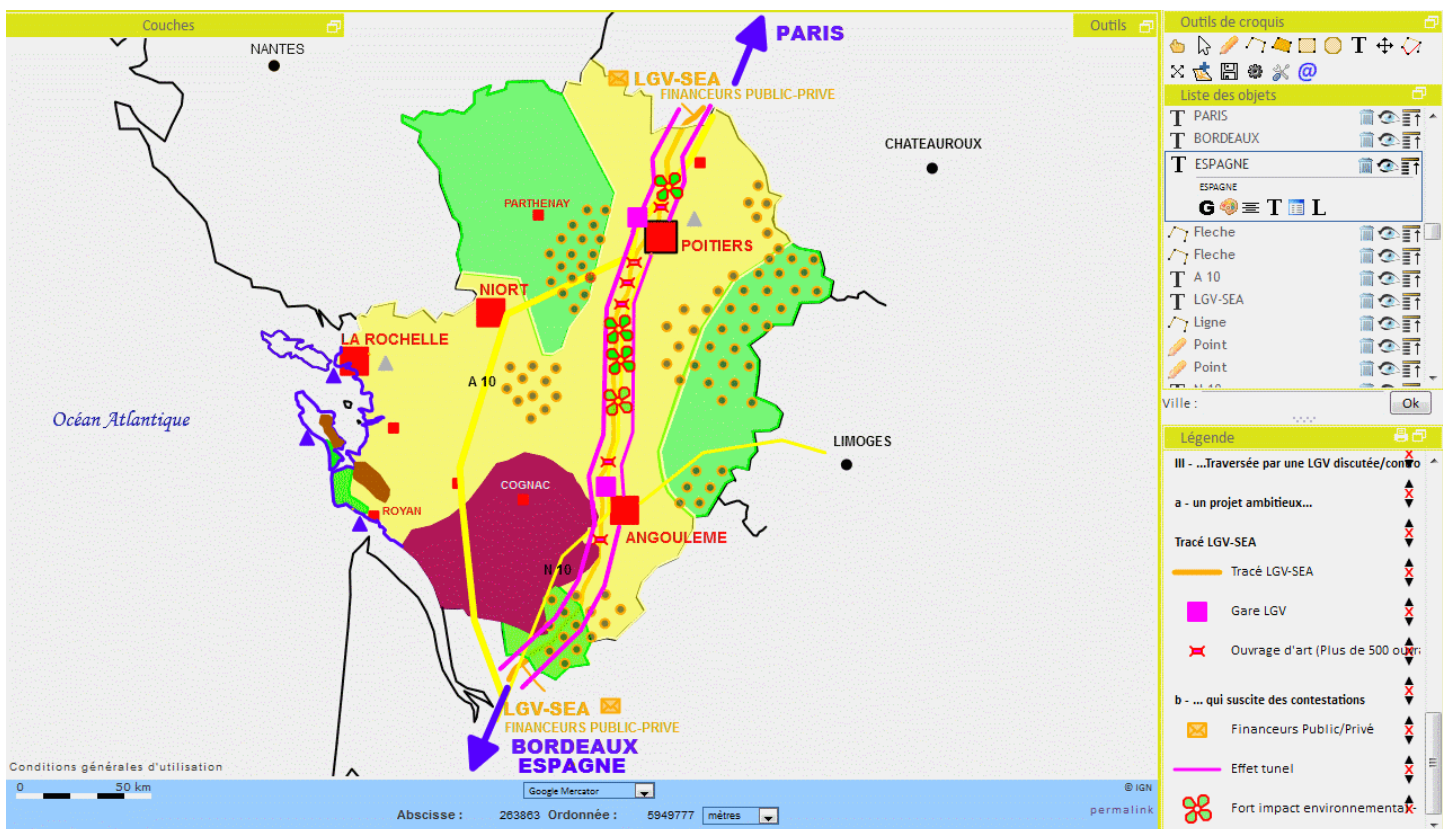 Couches
Outils
NANTES
PARIS
LGV-SEA
FINANCEURS PUBLIC-PRIVE
CHATEAUROUX
PARTHENAY
POITIERS
NIORT
LA ROCHELLE
A 10
Océan Atlantique
LIMOGES
COGNAC
ROYAN
ANGOULEME
N 10
LGV-SEA
FINANCEURS PUBLIC-PRIVE
BORDEAUX
ESPAGNE
Conditions générales d'utilisation
0 50 km
Google Mercator
© IGN
permalink
Abscisse : 263863 Ordonnée : 5949777 mètres
Outils de croquis
T
@
Liste des objets
T PARIS
T BORDEAUX
T ESPAGNE
ESPAGNE
G T L
Fleche
Fleche
T A 10
T LGV-SEA
Ligne
Point
Point
Ville :
Ok
Légende
III - ...Traversée par une LGV discutée/
a - un projet ambitieux...
Tracé LGV-SEA
Tracé LGV-SEA
Gare LGV
Ouvrage d'art (Plus de 500
b - ... qui suscite des contestations
Financeurs Public/Privé
Effet tunel
Fort impact